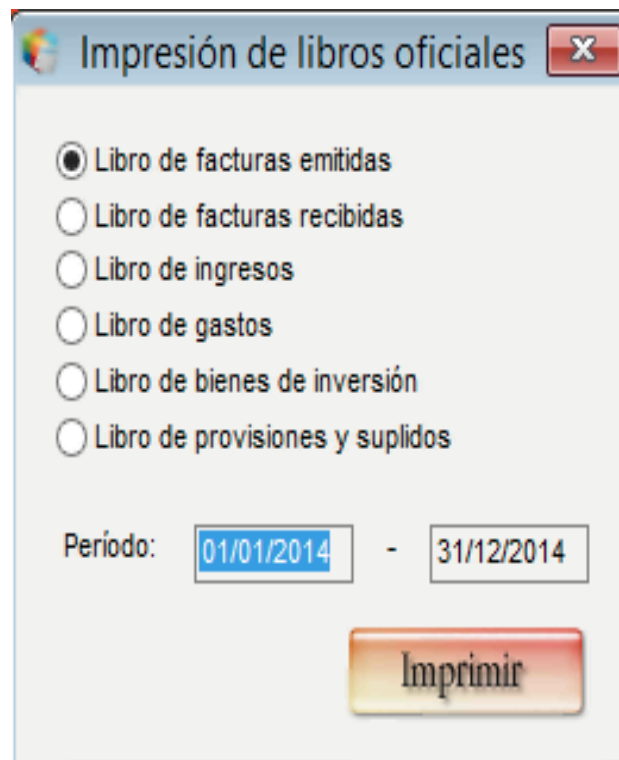 Impresión de libros oficiales
Libro de facturas emitidas
Libro de facturas recibidas
Libro de ingresos
Libro de gastos
Libro de bienes de inversión
Libro de provisiones y suplidos
Período: 01/01/2014 - 31/12/2014
Imprimir